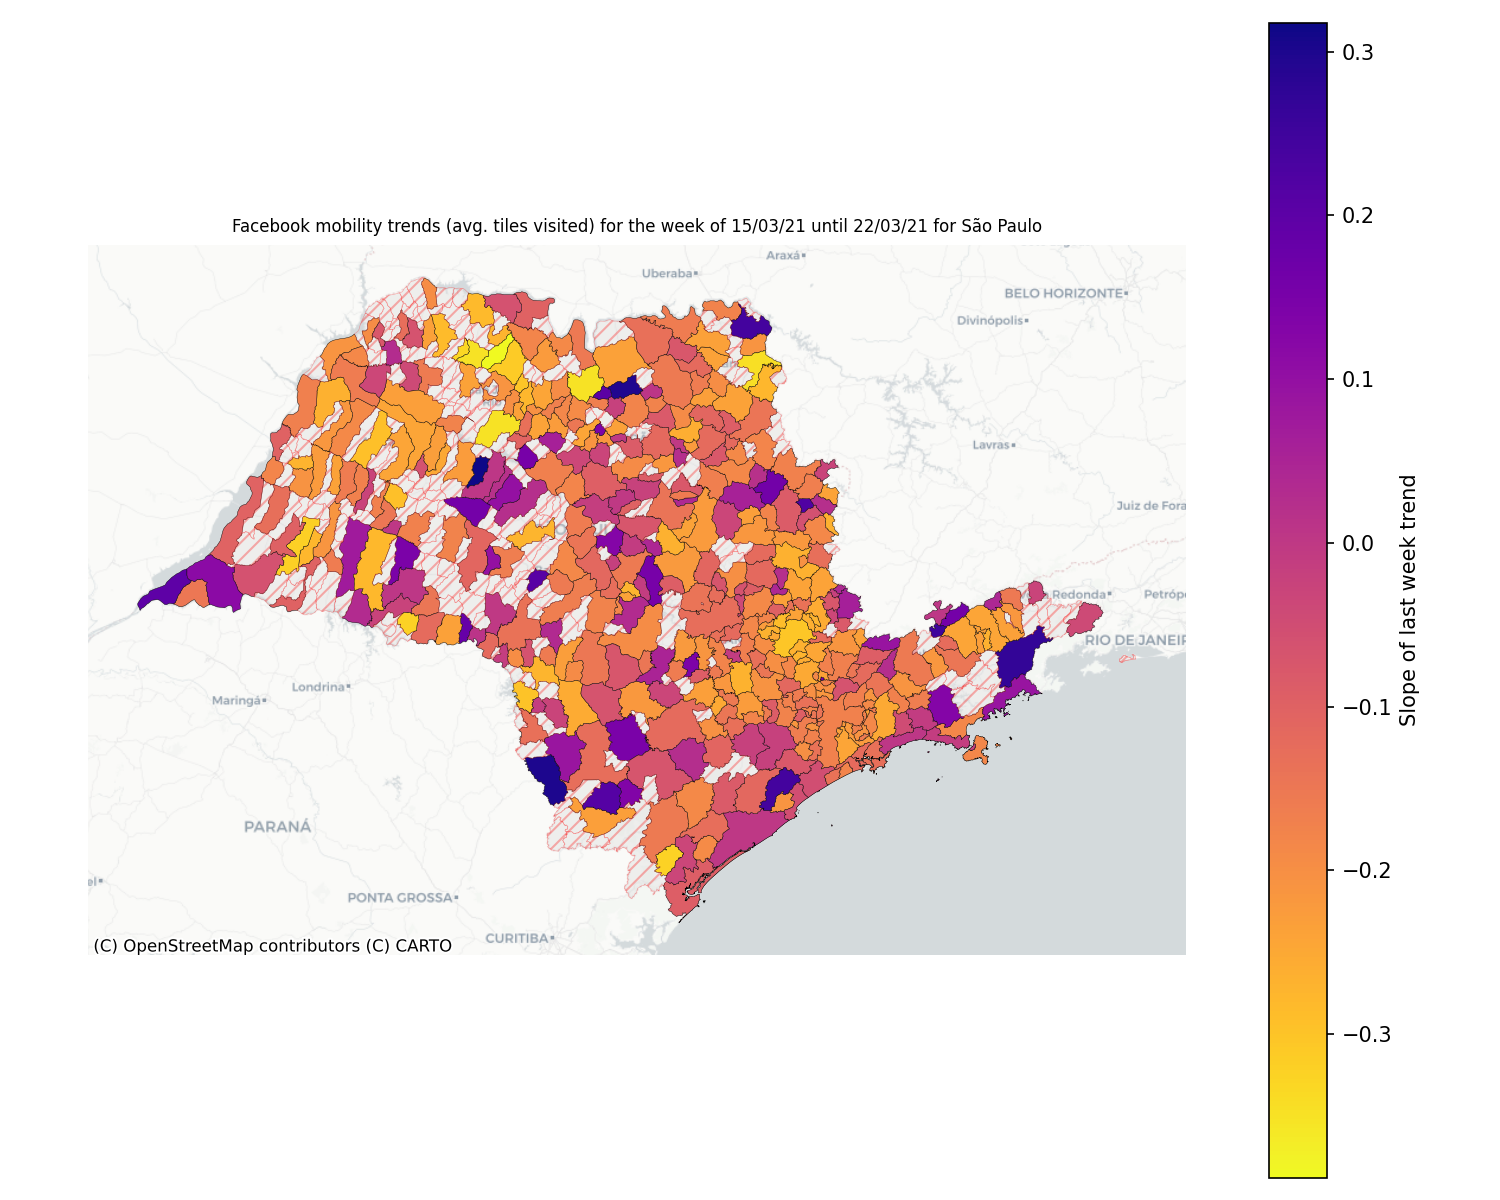 Facebook mobility trends (avg. tiles visited) for the week of 15/03/21 until 22/03/21 for São Paulo
Araxá
Uberaba
BELO HORIZONTE
Divinópolis
Lavras
Juiz de Fora
Redonda
Petróp
RIO DE JANEIR
Londrina
Maringá
PARANÁ
el
PONTA GROSSA
CURITIBA
(C) OpenStreetMap contributors (C) CARTO
0.3
0.2
0.1
0.0
−0.1
−0.2
−0.3
Slope of last week trend